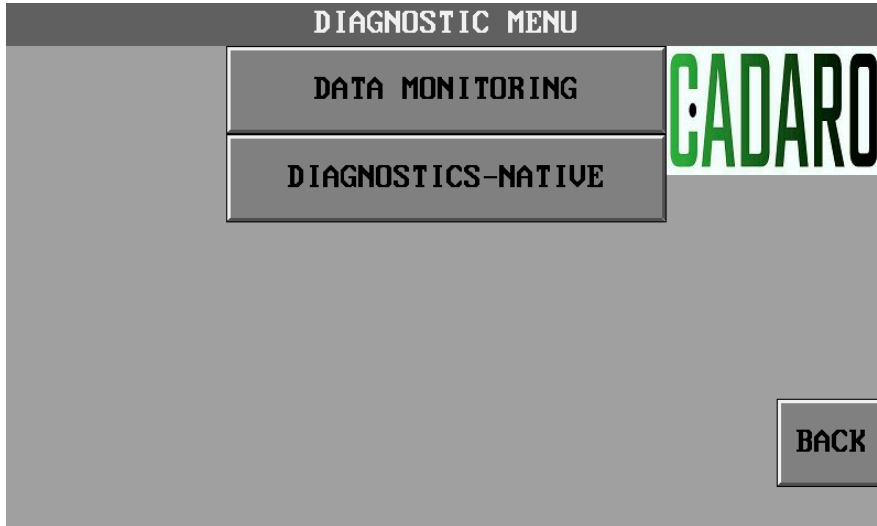 DIAGNOSTIC MENU
DATA MONITORING
CADARO
DIAGNOSTICS-NATIVE
BACK